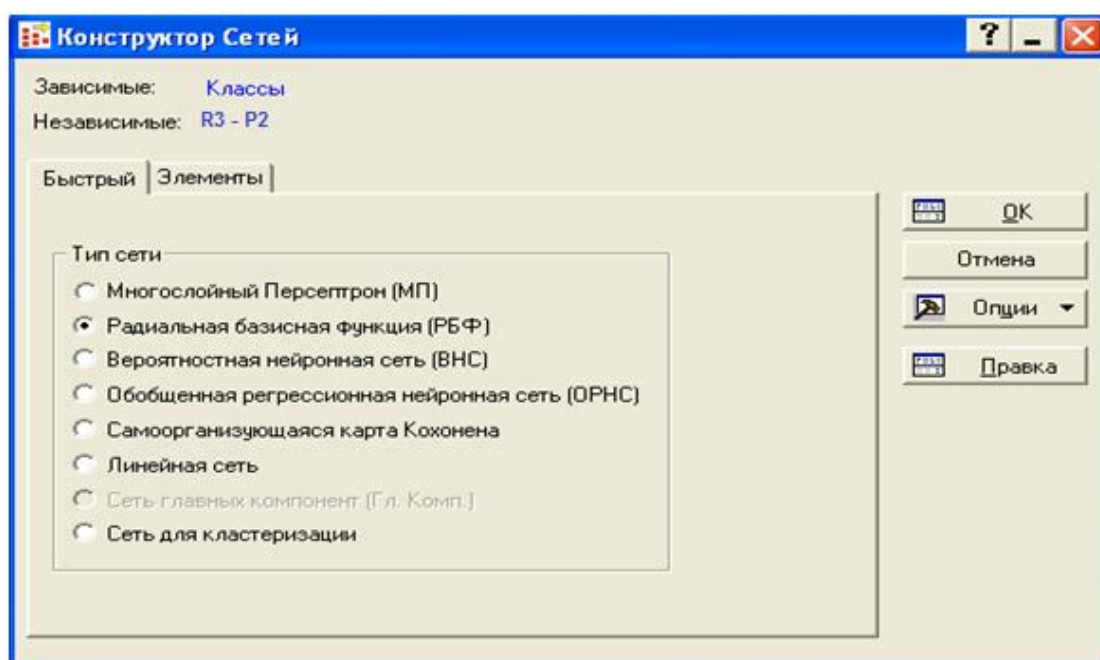 Конструктор Сетей
Зависимые: Классы
Независимые: R3 - P2
Быстрый Элементы
Тип сети
Многослойный Персептрон (МП)
Радиальная базисная функция (РБФ)
Вероятностная нейронная сеть (ВНС)
Обобщенная регрессионная нейронная сеть (ОРНС)
Самоорганизующаяся карта Кохонена
Линейная сеть
Сеть главных компонент (Гл. Комп.)
Сеть для кластеризации
OK
Отмена
Опции
Правка